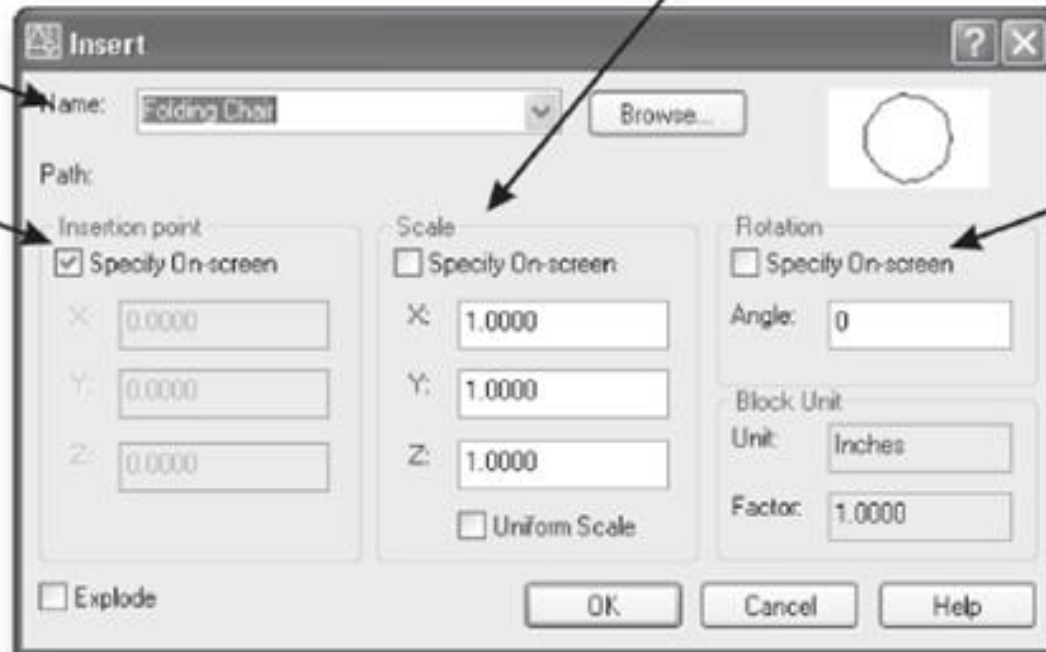 Insert
Name: Folding Chair Browse...
Path:
Insertion point Scale Rotation
Specify On-screen Specify On-screen Specify On-screen
X: 0.0000 X: 1.0000 Angle: 0
Y: 0.0000 Y: 1.0000 Block Unit
Z: 0.0000 Z: 1.0000 Unit: Inches
Uniform Scale Factor: 1.0000
Explode OK Cancel Help